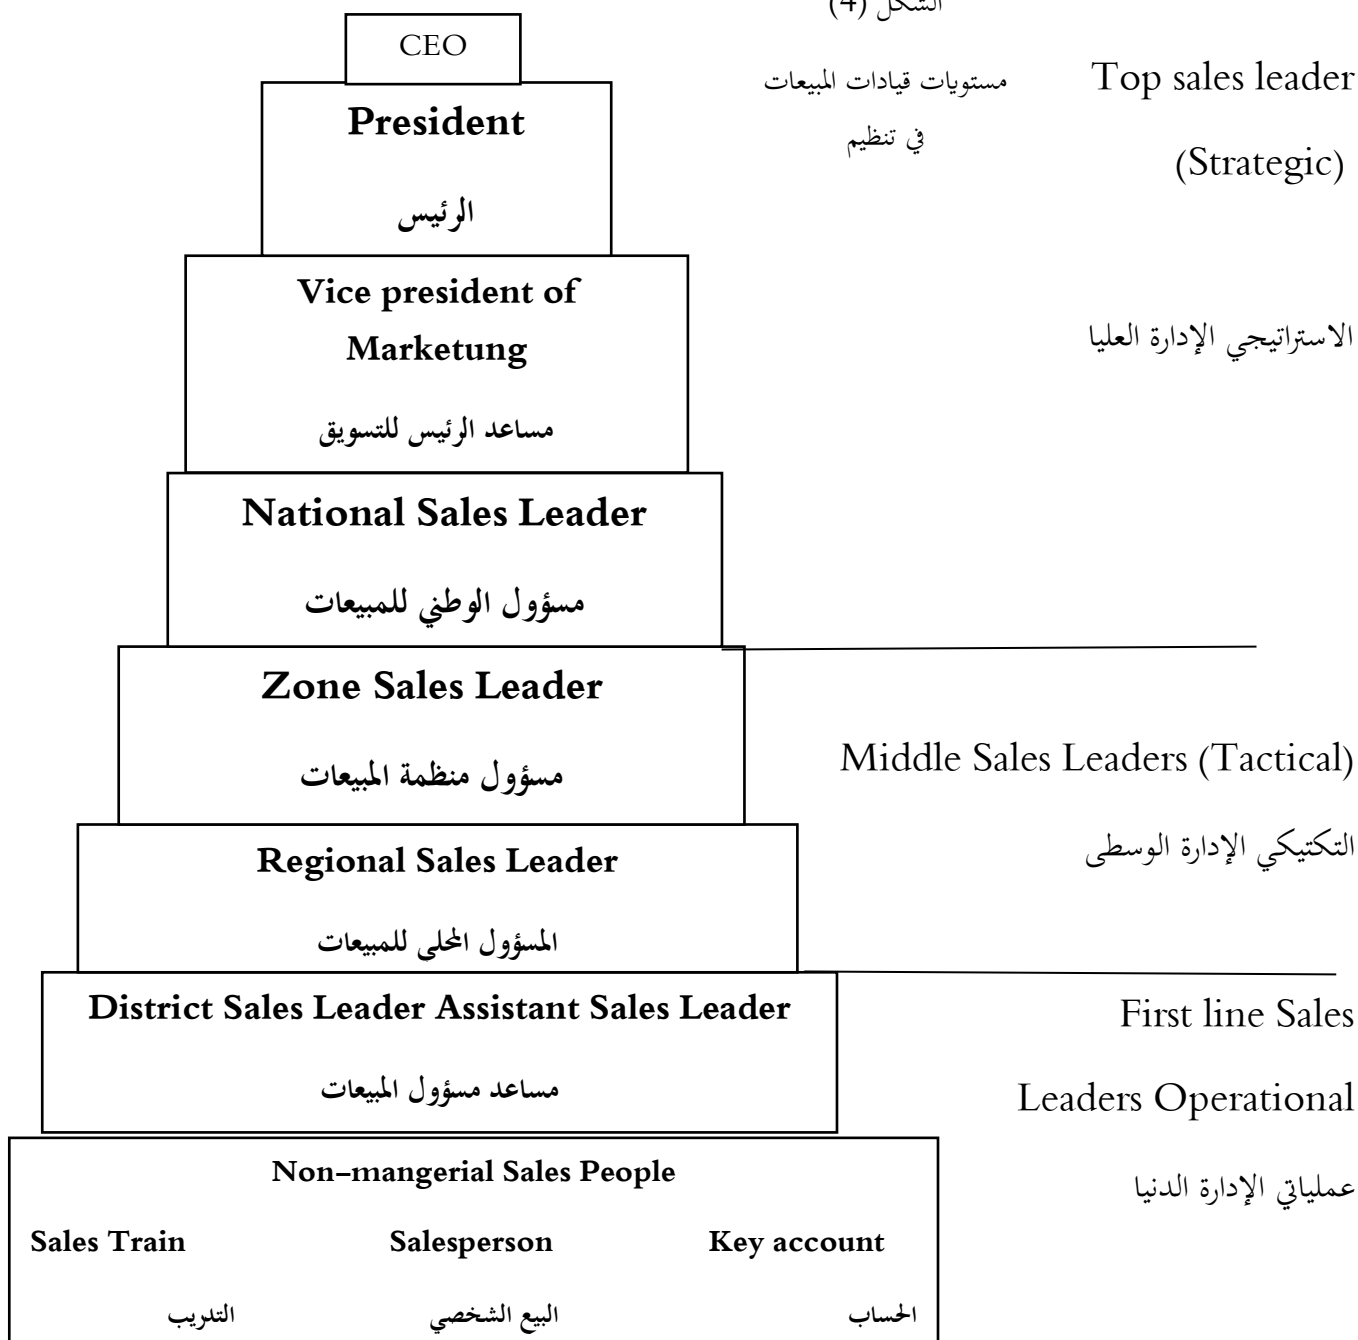 الشكل (4)
CEO
مستويات قيادات المبيعات
في تنظيم
Top sales leader
(Strategic)
President
الرئيس
Vice president of
Marketung
مساعد الرئيس للتسويق
الاستراتيجي الإدارة العليا
National Sales Leader
مسؤول الوطني للمبيعات
Zone Sales Leader
مسؤول منظمة المبيعات
Middle Sales Leaders (Tactical)
التكتيكي الإدارة الوسطى
Regional Sales Leader
المسؤول المحلي للمبيعات
District Sales Leader Assistant Sales Leader
مساعد مسؤول المبيعات
First line Sales
Leaders Operational
عملياتي الإدارة الدنيا
Non-mangerial Sales People
Sales Train Salesperson Key account
التدريب البيع الشخصي الحساب